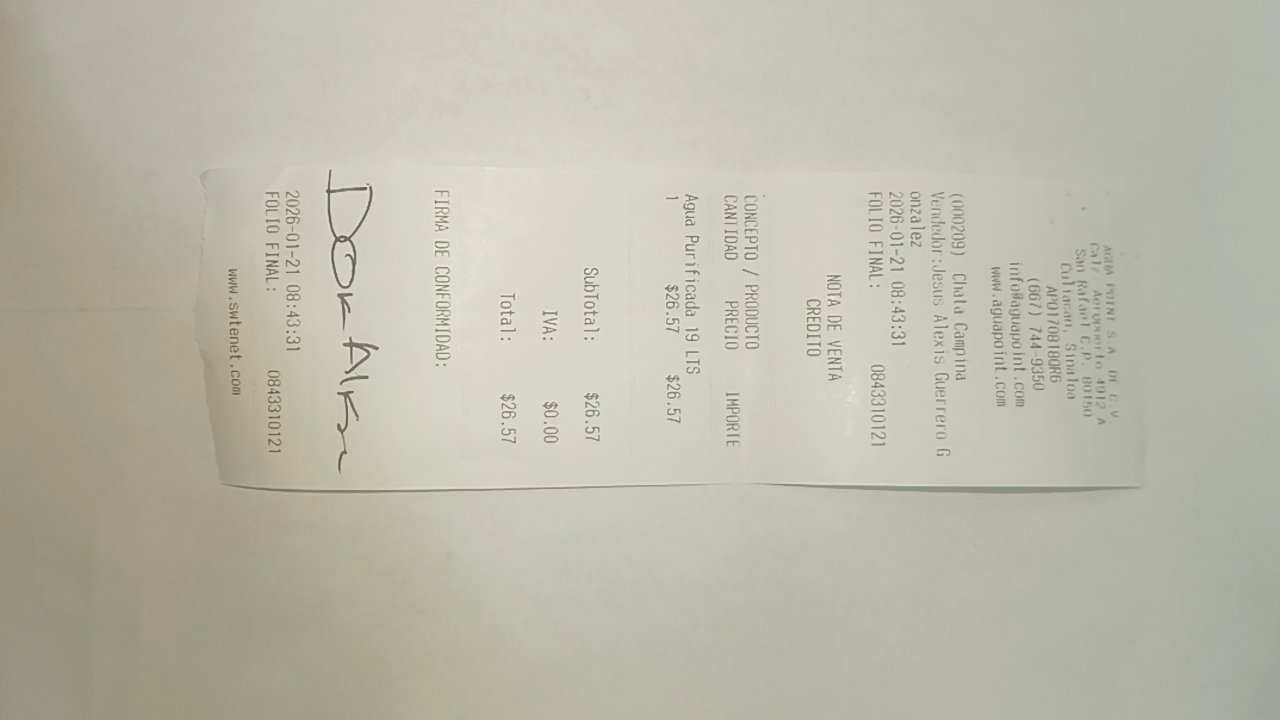 AGUA POINT S.A. DE C.V.
Calz Aeropuerto 4912 A
San Rafael C.P. 80150
Culiacan, Sinaloa
APO170818QR6
(667) 744-9350
info@aguapoint.com
www.aguapoint.com
(000209) Chata Campina
Vendedor:Jesus Alexis Guerrero G
onzalez
2026-01-21 08:43:31
FOLIO FINAL: 0843310121
NOTA DE VENTA
CREDITO
CONCEPTO / PRODUCTO
CANTIDAD PRECIO IMPORTE
Agua Purificada 19 LTS
1 $26.57 $26.57
SubTotal: $26.57
IVA: $0.00
Total: $26.57
FIRMA DE CONFORMIDAD:
2026-01-21 08:43:31
FOLIO FINAL: 0843310121
www.swtenet.com